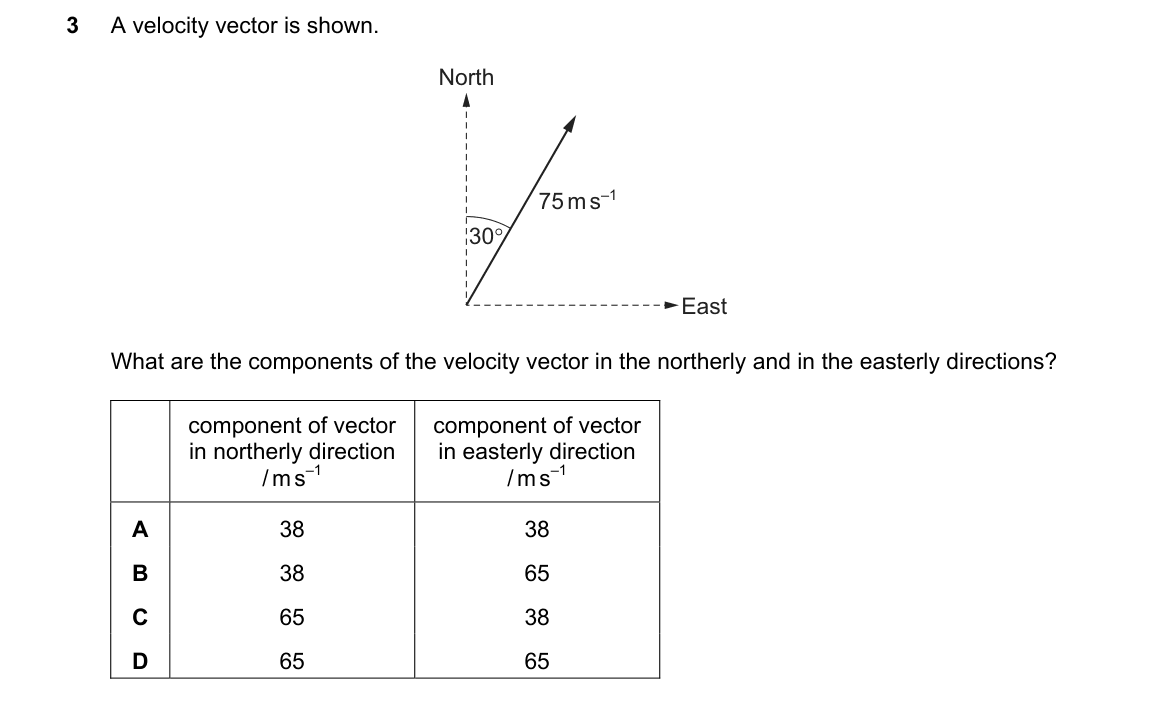 3 A velocity vector is shown.
North
75 m s⁻¹
30°
East
What are the components of the velocity vector in the northerly and in the easterly directions?
component of vector in northerly direction / m s⁻¹
component of vector in easterly direction / m s⁻¹
A 38 38
B 38 65
C 65 38
D 65 65